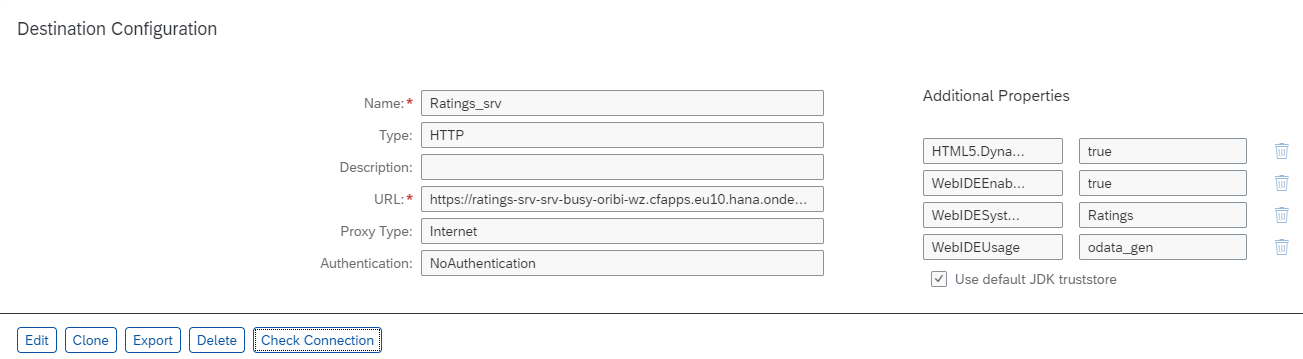 Destination Configuration
Name:* Ratings_srv
Type: HTTP
Description:
URL:* https://ratings-srv-srv-busy-oribi-wz.cfapps.eu10.hana.onde...
Proxy Type: Internet
Authentication: NoAuthentication
Additional Properties
HTML5.Dyna... true
WebIDEEnab... true
WebIDESyst... Ratings
WebIDEUsage odata_gen
Use default JDK truststore
Edit Clone Export Delete Check Connection